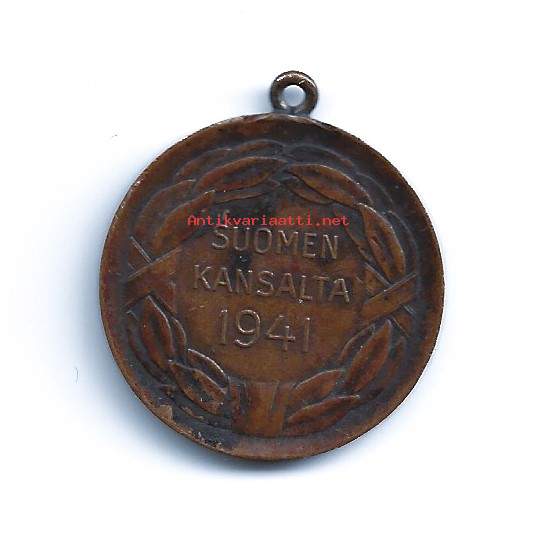 Antikvariaatti.net
SUOMEN
KANSALTA
1941